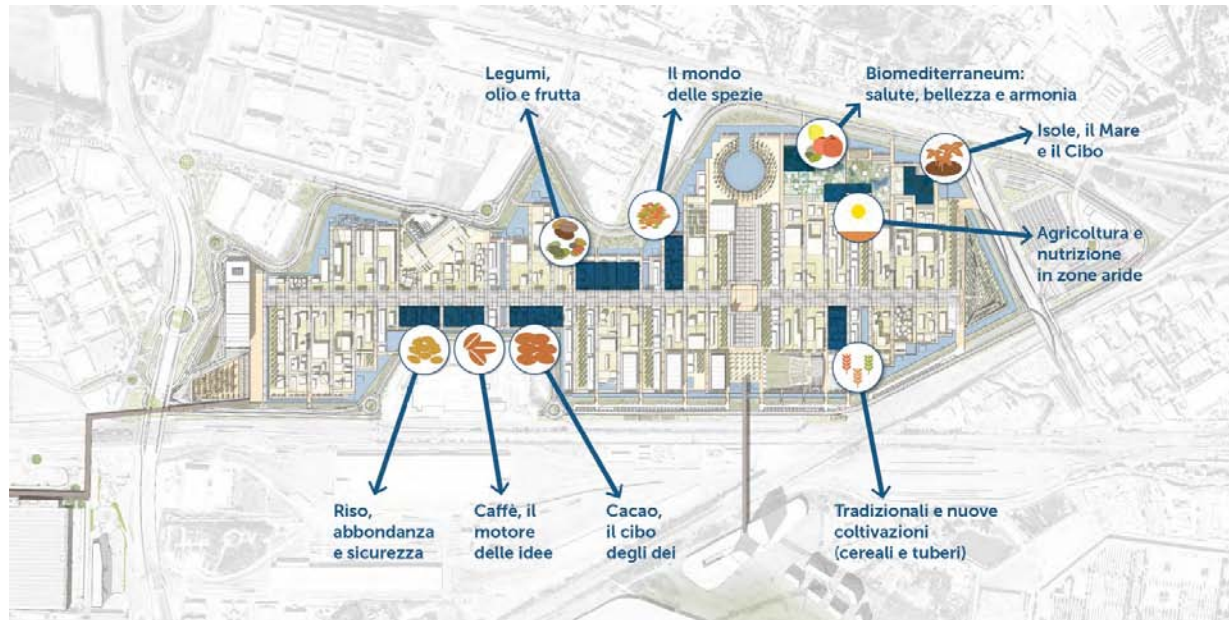 Legumi,
olio e frutta
Il mondo
delle spezie
Biomediterraneum:
salute, bellezza e armonia
Isole, il Mare
e il Cibo
Agricoltura e
nutrizione
in zone aride
Riso,
abbondanza
e sicurezza
Caffè, il
motore
delle idee
Cacao,
il cibo
degli dei
Tradizionali e nuove
coltivazioni
(cereali e tuberi)